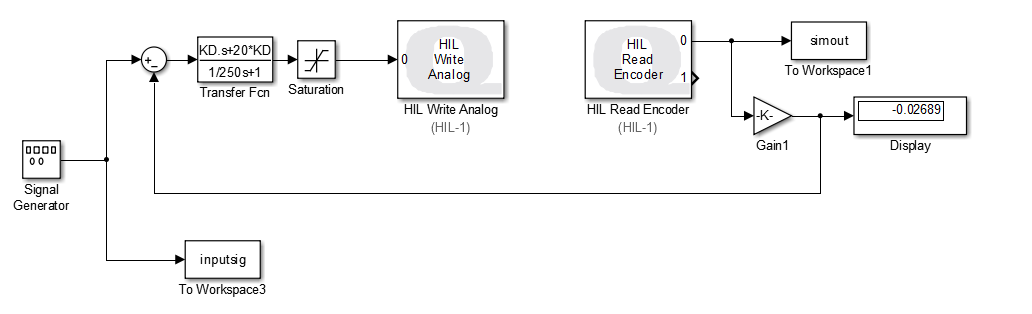 KD.s+20*KD
1/250s+1
Transfer Fcn
Saturation
HIL
Write
Analog
0
HIL Write Analog
(HIL-1)
HIL
Read
Encoder
0
1
HIL Read Encoder
(HIL-1)
simout
To Workspace1
-K-
Gain1
-0.02689
Display
Signal
Generator
inputsig
To Workspace3